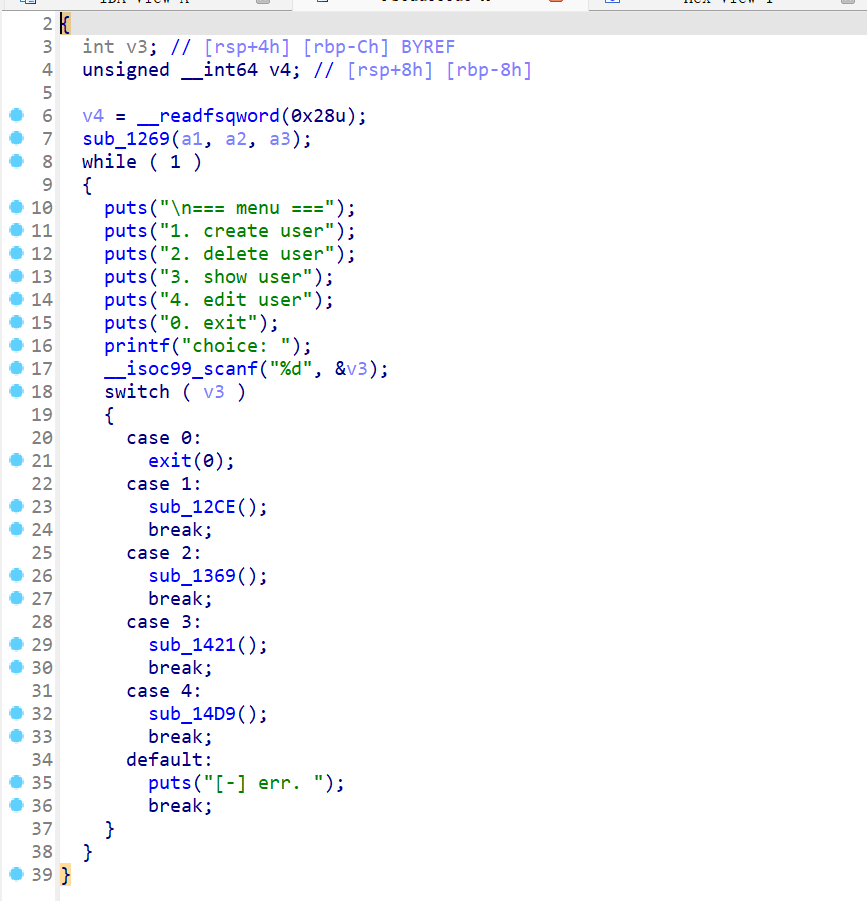 2 {
3 int v3; // [rsp+4h] [rbp-Ch] BYREF
4 unsigned __int64 v4; // [rsp+8h] [rbp-8h]
5
6 v4 = __readfsqword(0x28u);
7 sub_1269(a1, a2, a3);
8 while ( 1 )
9 {
10 puts("\n=== menu ===");
11 puts("1. create user");
12 puts("2. delete user");
13 puts("3. show user");
14 puts("4. edit user");
15 puts("0. exit");
16 printf("choice: ");
17 __isoc99_scanf("%d", &v3);
18 switch ( v3 )
19 {
20 case 0:
21 exit(0);
22 case 1:
23 sub_12CE();
24 break;
25 case 2:
26 sub_1369();
27 break;
28 case 3:
29 sub_1421();
30 break;
31 case 4:
32 sub_14D9();
33 break;
34 default:
35 puts("[-] err. ");
36 break;
37 }
38 }
39 }